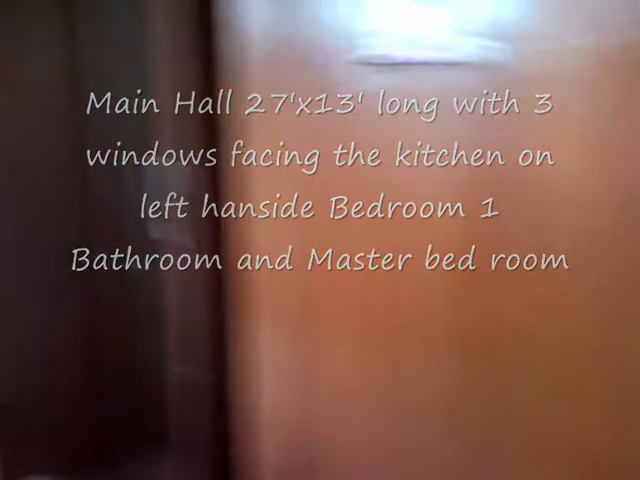 Main Hall 27'x13' long with 3
windows facing the kitchen on
left hanside Bedroom 1
Bathroom and Master bed room